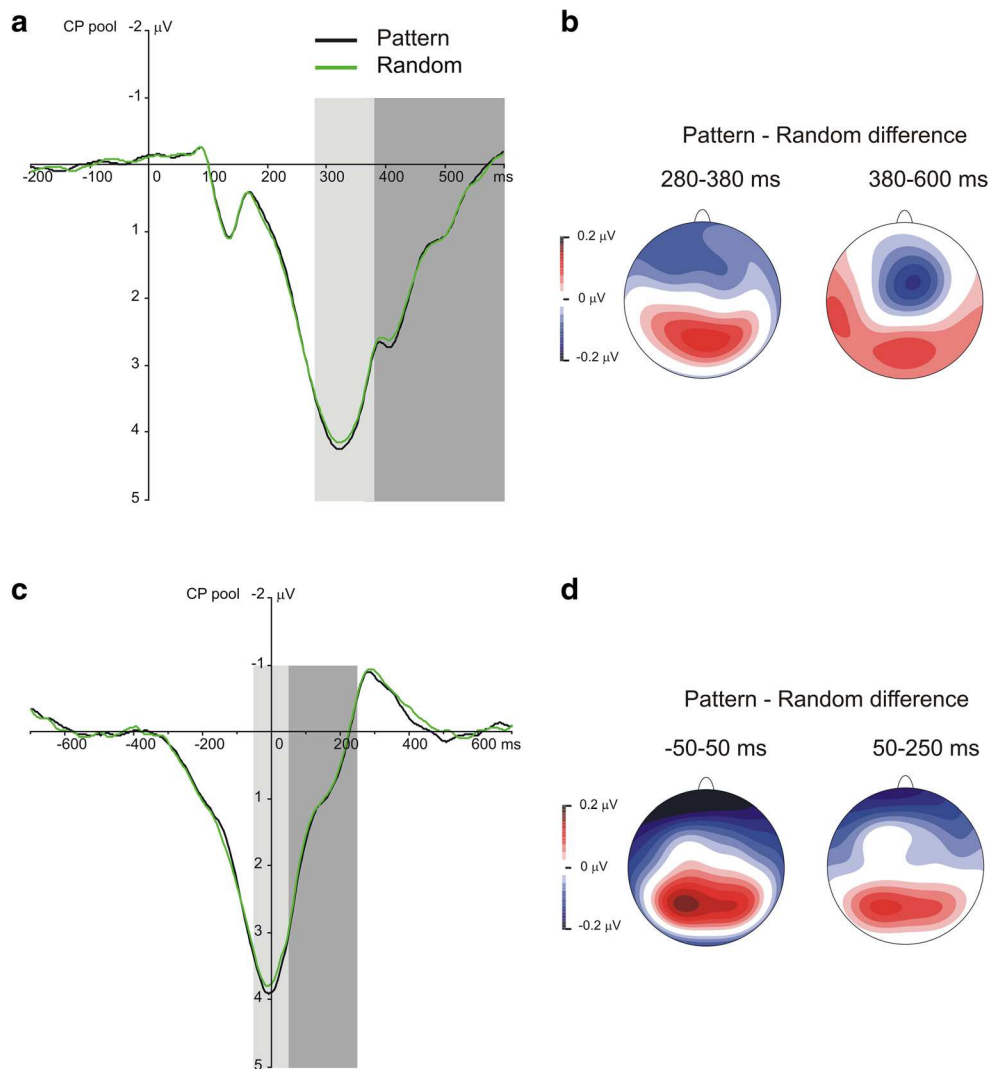 a
CP pool -2 µV
Pattern
Random
-1
-200 -100 0 100 200 300 400 500 ms
1
2
3
4
5
b
Pattern - Random difference
280-380 ms 380-600 ms
0.2 µV
0 µV
-0.2 µV
c
CP pool -2 µV
-1
-600 -400 -200 0 200 400 600 ms
1
2
3
4
5
d
Pattern - Random difference
-50-50 ms 50-250 ms
0.2 µV
0 µV
-0.2 µV